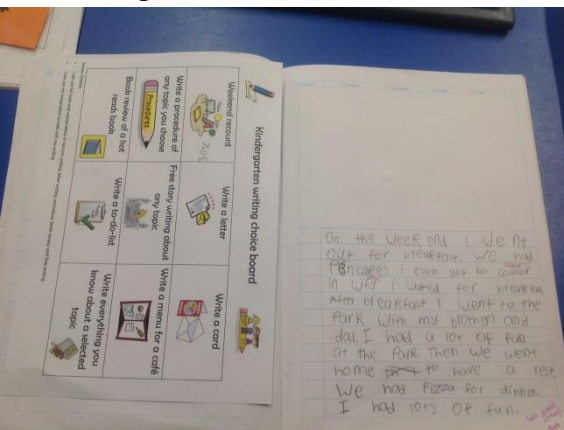 Kindergarten writing choice board
Weekend recount
Write a letter
Write a card
Write a procedure of
any topic you choose
Procedures
Free story writing about
any topic
Write a menu for a café
Book review of a hot
reads book
Write a to-do-list
Write everything you
know about a selected
topic
On the weekend i went
out for breakfast. We had
Pancakes i even got to colour
in whilst i waited for breakfast
After breakfast I went to the
Park with my brothers and
dad. I had a lot of fun
at the Park Then we went
home to have a rest
We had Pizza for dinner.
I had lots of fun.